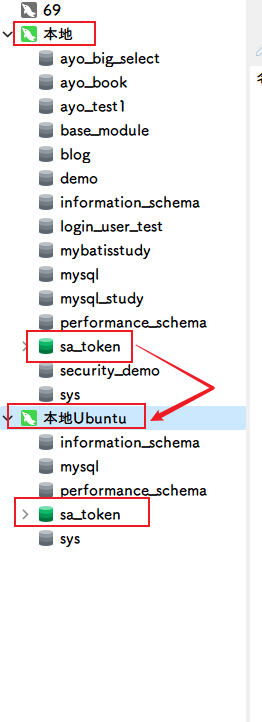 69
本地
ayo_big_select
ayo_book
ayo_test1
base_module
blog
demo
information_schema
login_user_test
mybatisstudy
mysql
mysql_study
performance_schema
sa_token
security_demo
sys
本地Ubuntu
information_schema
mysql
performance_schema
sa_token
sys